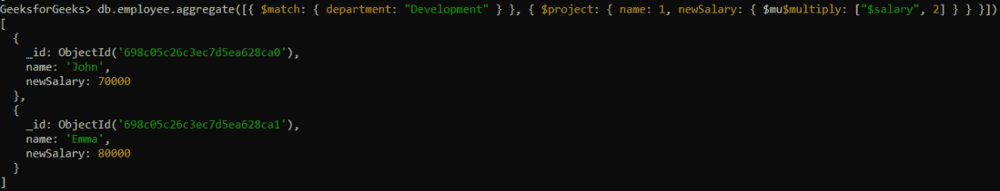 GeeksforGeeks> db.employee.aggregate([{ $match: { department: "Development" } }, { $project: { name: 1, newSalary: { $mu$multiply: ["$salary", 2] } } }])
[
  {
    _id: ObjectId('698c05c26c3ec7d5ea628ca0'),
    name: 'John',
    newSalary: 70000
  },
  {
    _id: ObjectId('698c05c26c3ec7d5ea628ca1'),
    name: 'Emma',
    newSalary: 80000
  }
]